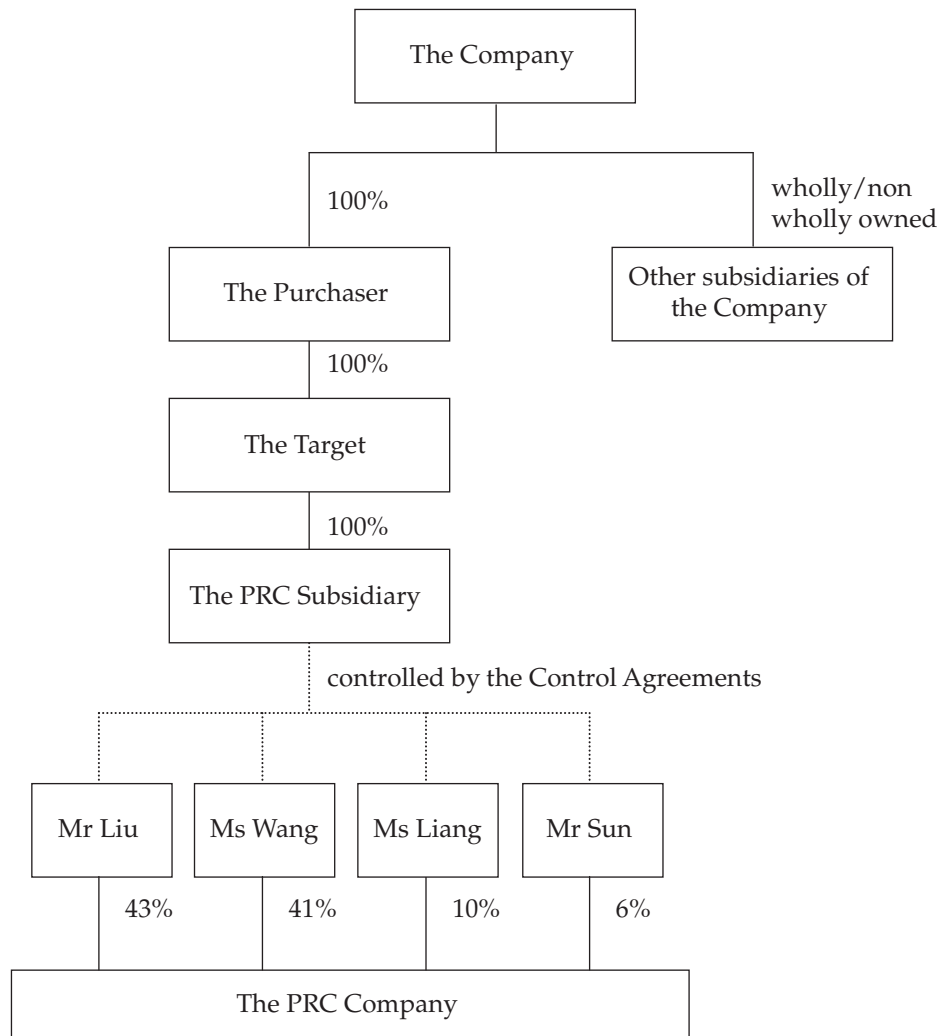 The Company
100%
wholly/non
wholly owned
The Purchaser
Other subsidiaries of
the Company
100%
The Target
100%
The PRC Subsidiary
controlled by the Control Agreements
Mr Liu
Ms Wang
Ms Liang
Mr Sun
43%
41%
10%
6%
The PRC Company